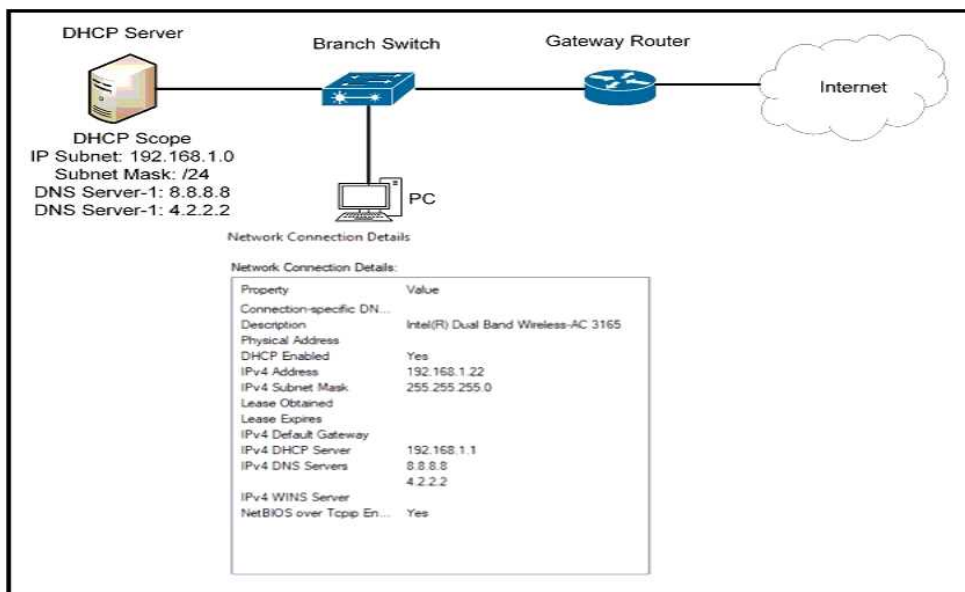 DHCP Server
Branch Switch
Gateway Router
Internet
DHCP Scope
IP Subnet: 192.168.1.0
Subnet Mask: /24
DNS Server-1: 8.8.8.8
DNS Server-1: 4.2.2.2
PC
Network Connection Details
Network Connection Details:
Property Value
Connection-specific DN...
Description Intel(R) Dual Band Wireless-AC 3165
Physical Address
DHCP Enabled Yes
IPv4 Address 192.168.1.22
IPv4 Subnet Mask 255.255.255.0
Lease Obtained
Lease Expires
IPv4 Default Gateway
IPv4 DHCP Server 192.168.1.1
IPv4 DNS Servers 8.8.8.8
4.2.2.2
IPv4 WINS Server
NetBIOS over Tcpip En... Yes